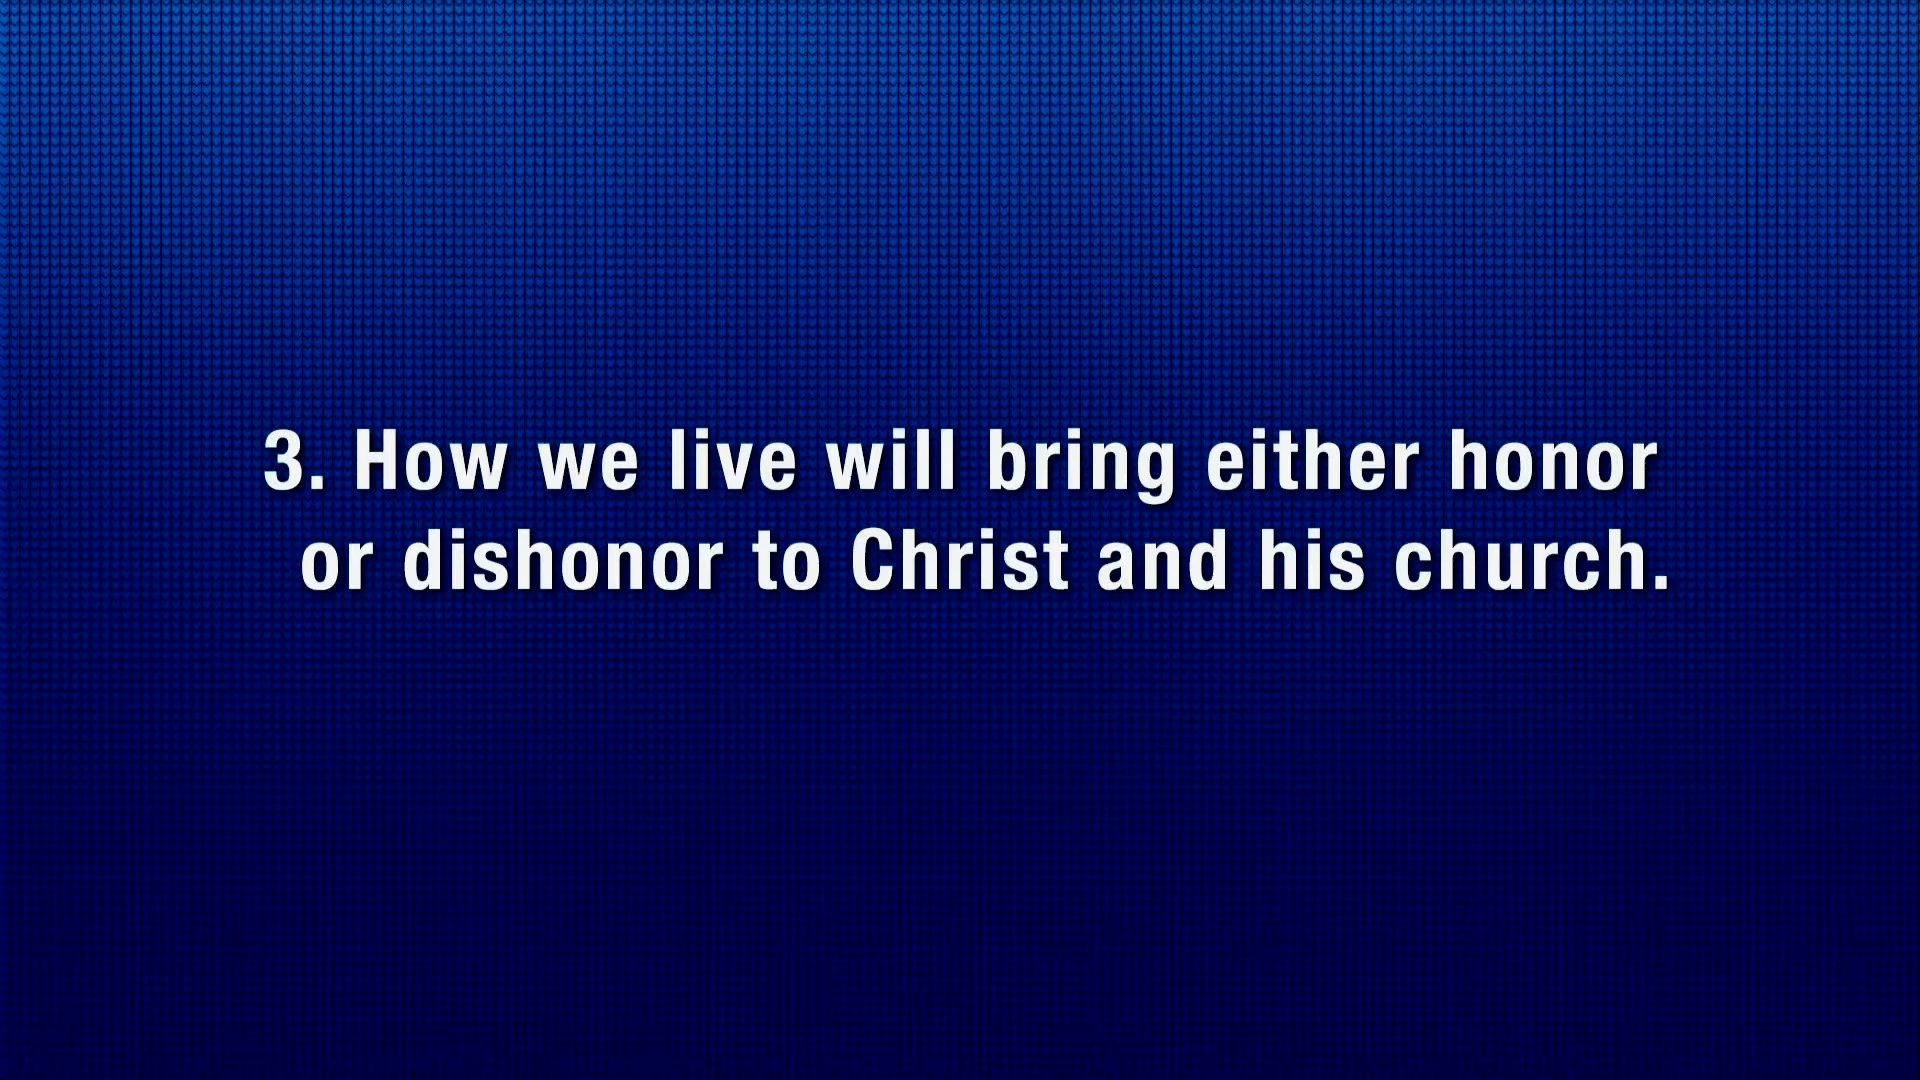 3. How we live will bring either honor
or dishonor to Christ and his church.